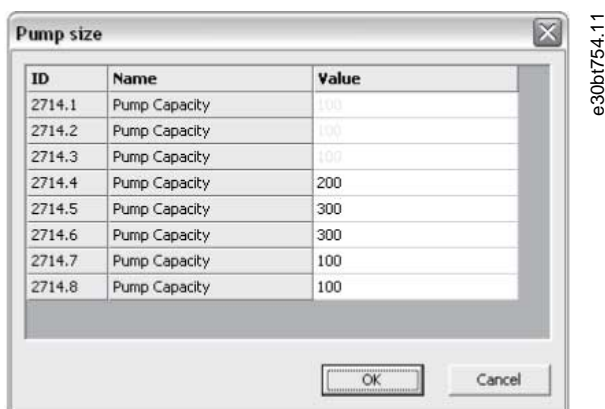 Pump size
ID Name Value
2714.1 Pump Capacity 100
2714.2 Pump Capacity 100
2714.3 Pump Capacity 100
2714.4 Pump Capacity 200
2714.5 Pump Capacity 300
2714.6 Pump Capacity 300
2714.7 Pump Capacity 100
2714.8 Pump Capacity 100
OK Cancel
e30bt754.11